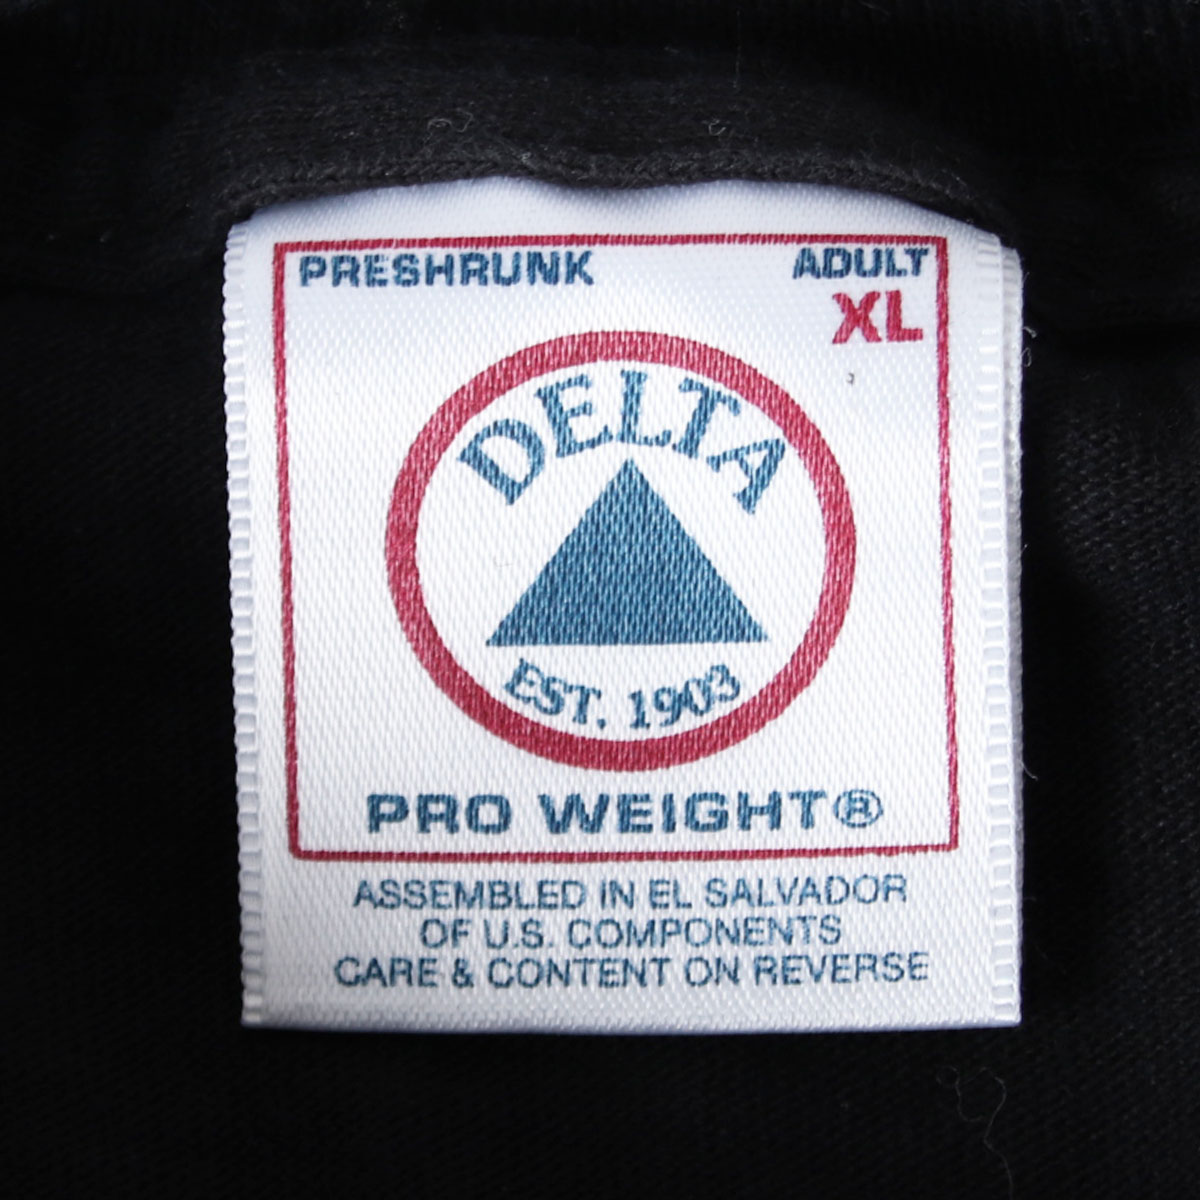 PRESHRUNK ADULT
XL
DELTA
EST. 1903
PRO WEIGHT®
ASSEMBLED IN EL SALVADOR
OF U.S. COMPONENTS
CARE & CONTENT ON REVERSE